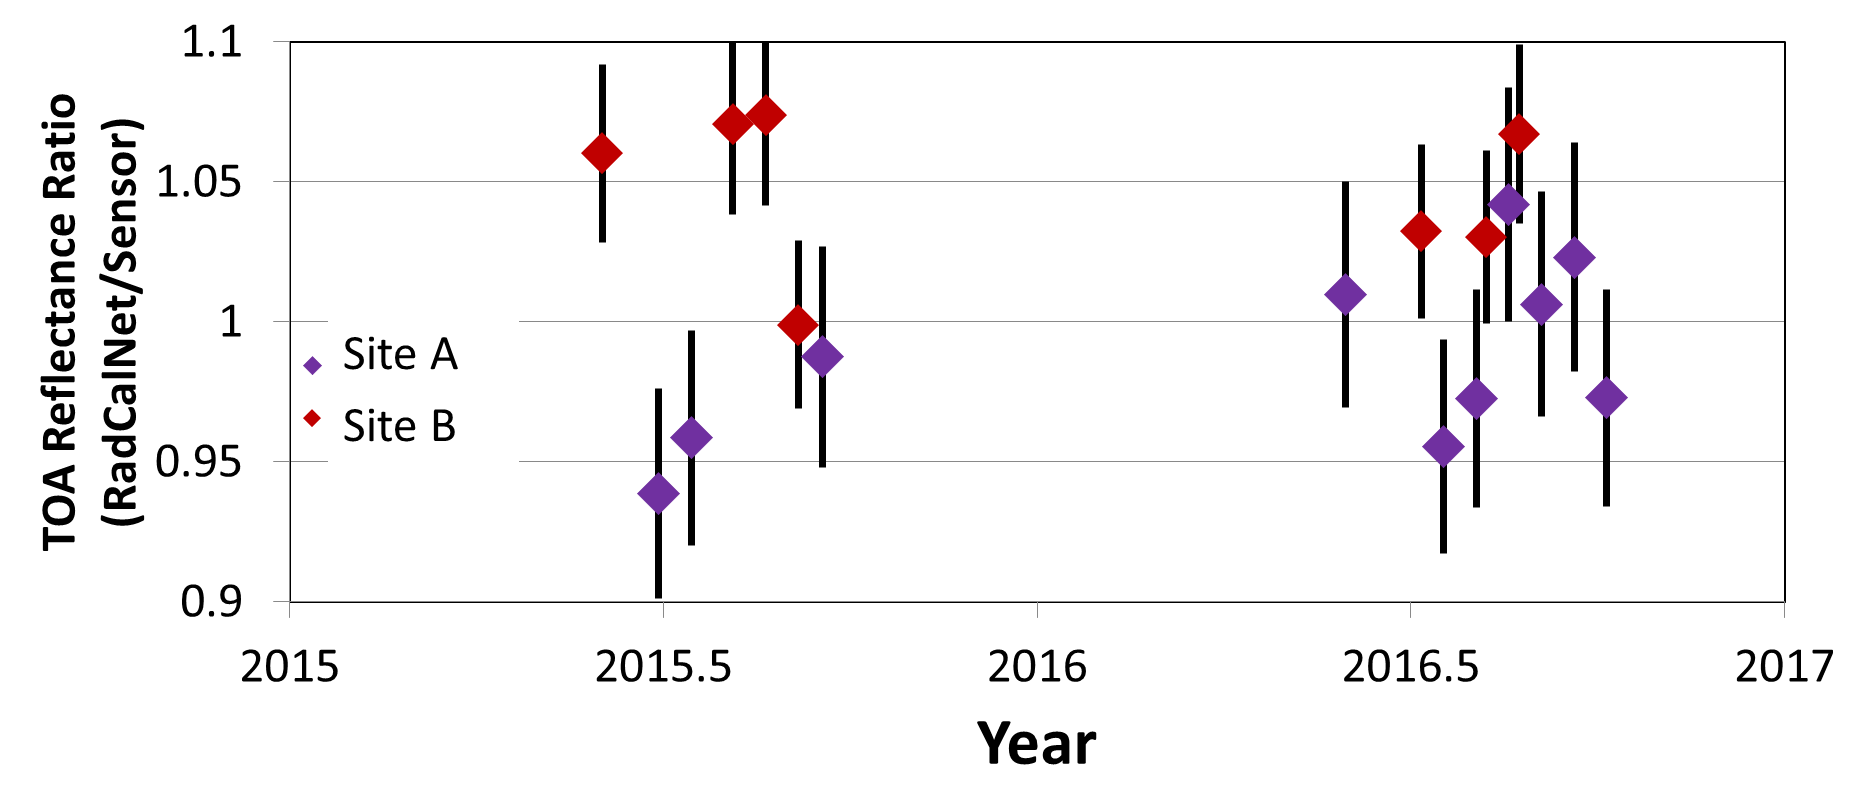 TOA Reflectance Ratio
(RadCalNet/Sensor)
1.1
1.05
1
0.95
0.9
Site A
Site B
2015 2015.5 2016 2016.5 2017
Year